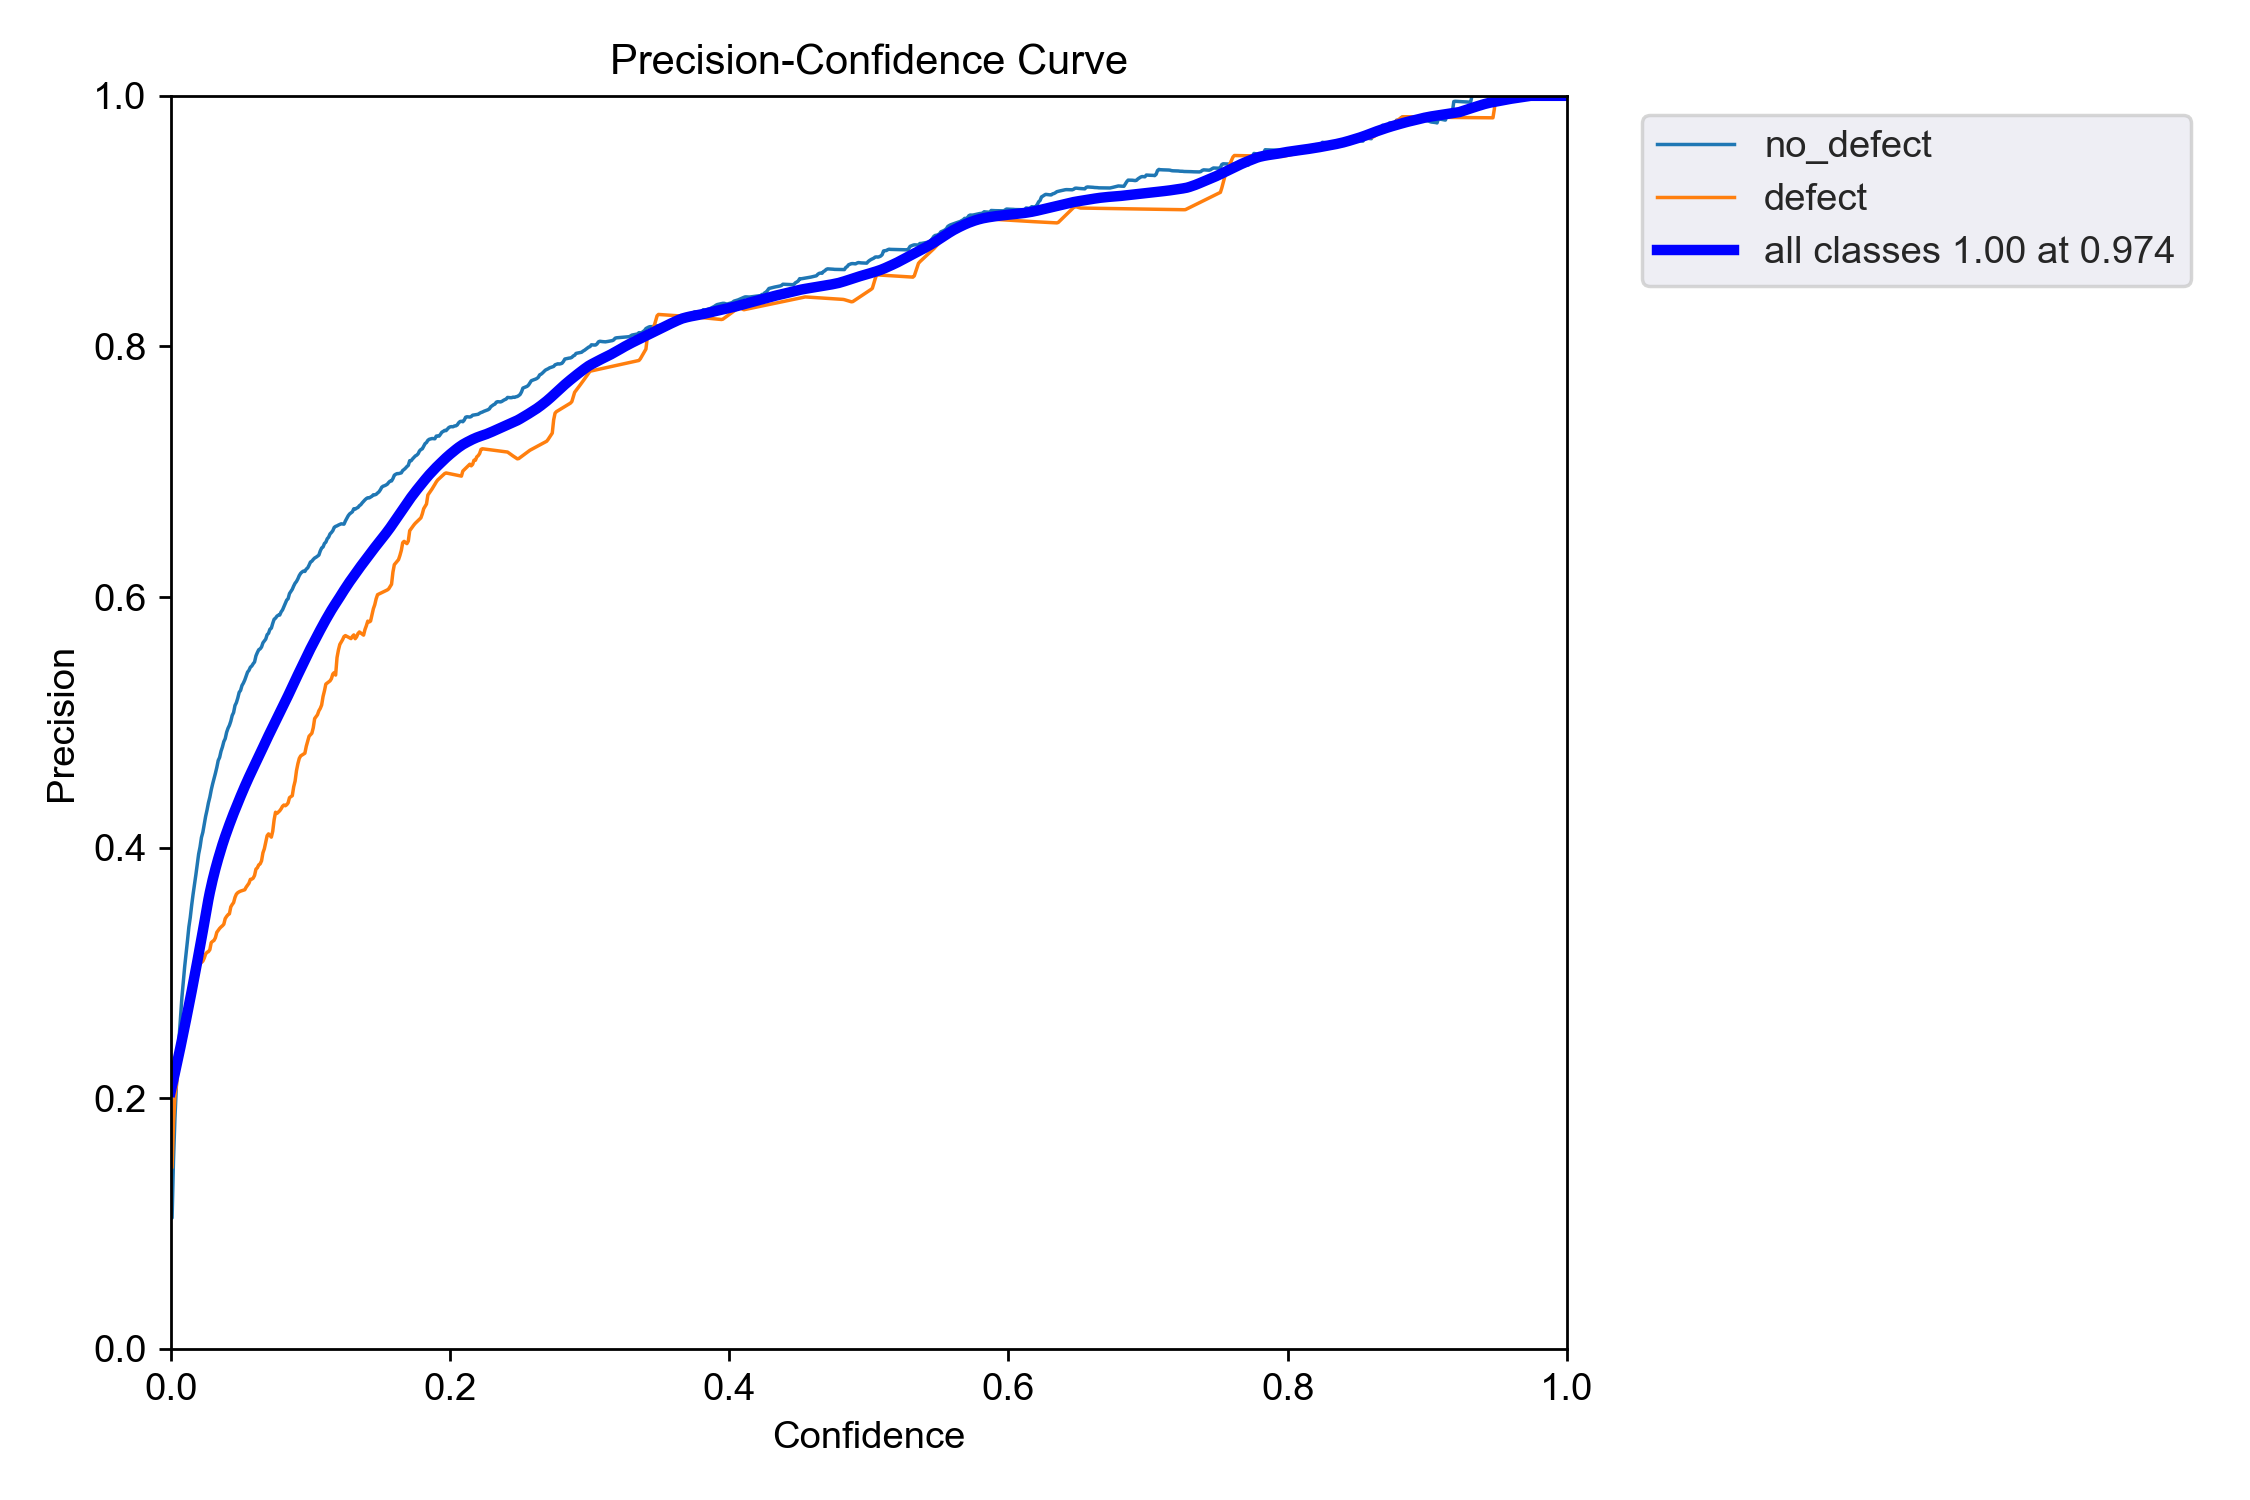 Precision-Confidence Curve
1.0
0.8
0.6
0.4
0.2
0.0
Precision
0.0 0.2 0.4 0.6 0.8 1.0
Confidence
no_defect
defect
all classes 1.00 at 0.974